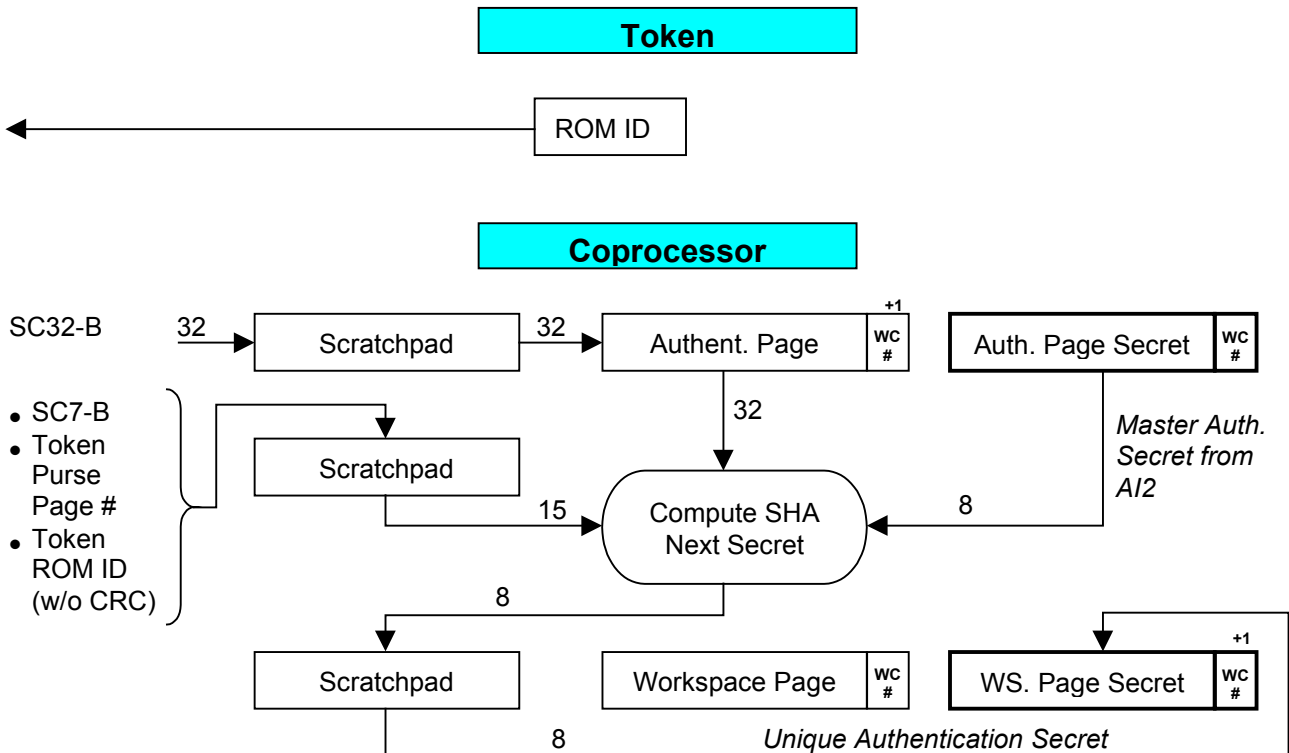 Token
ROM ID
Coprocessor
SC32-B
32
Scratchpad
32
Authent. Page
+1
WC
#
Auth. Page Secret
WC
#
• SC7-B
• Token
Purse
Page #
• Token
ROM ID
(w/o CRC)
Scratchpad
15
32
Compute SHA
Next Secret
8
Master Auth.
Secret from
AI2
8
Scratchpad
Workspace Page
WC
#
WS. Page Secret
+1
WC
#
8
Unique Authentication Secret